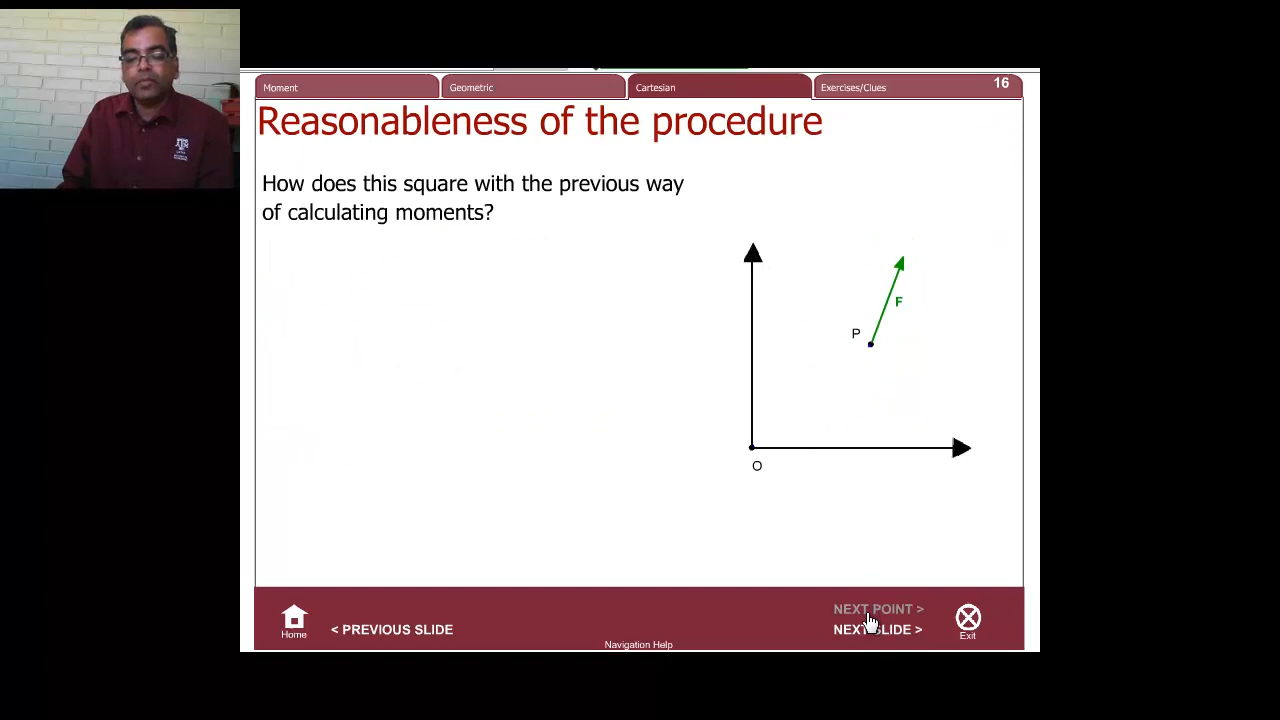 Moment
Geometric
Cartesian
Exercises/Clues
16
Reasonableness of the procedure
How does this square with the previous way
of calculating moments?
F
P
O
Home
< PREVIOUS SLIDE
NEXT POINT >
NEXT SLIDE >
Exit
Navigation Help